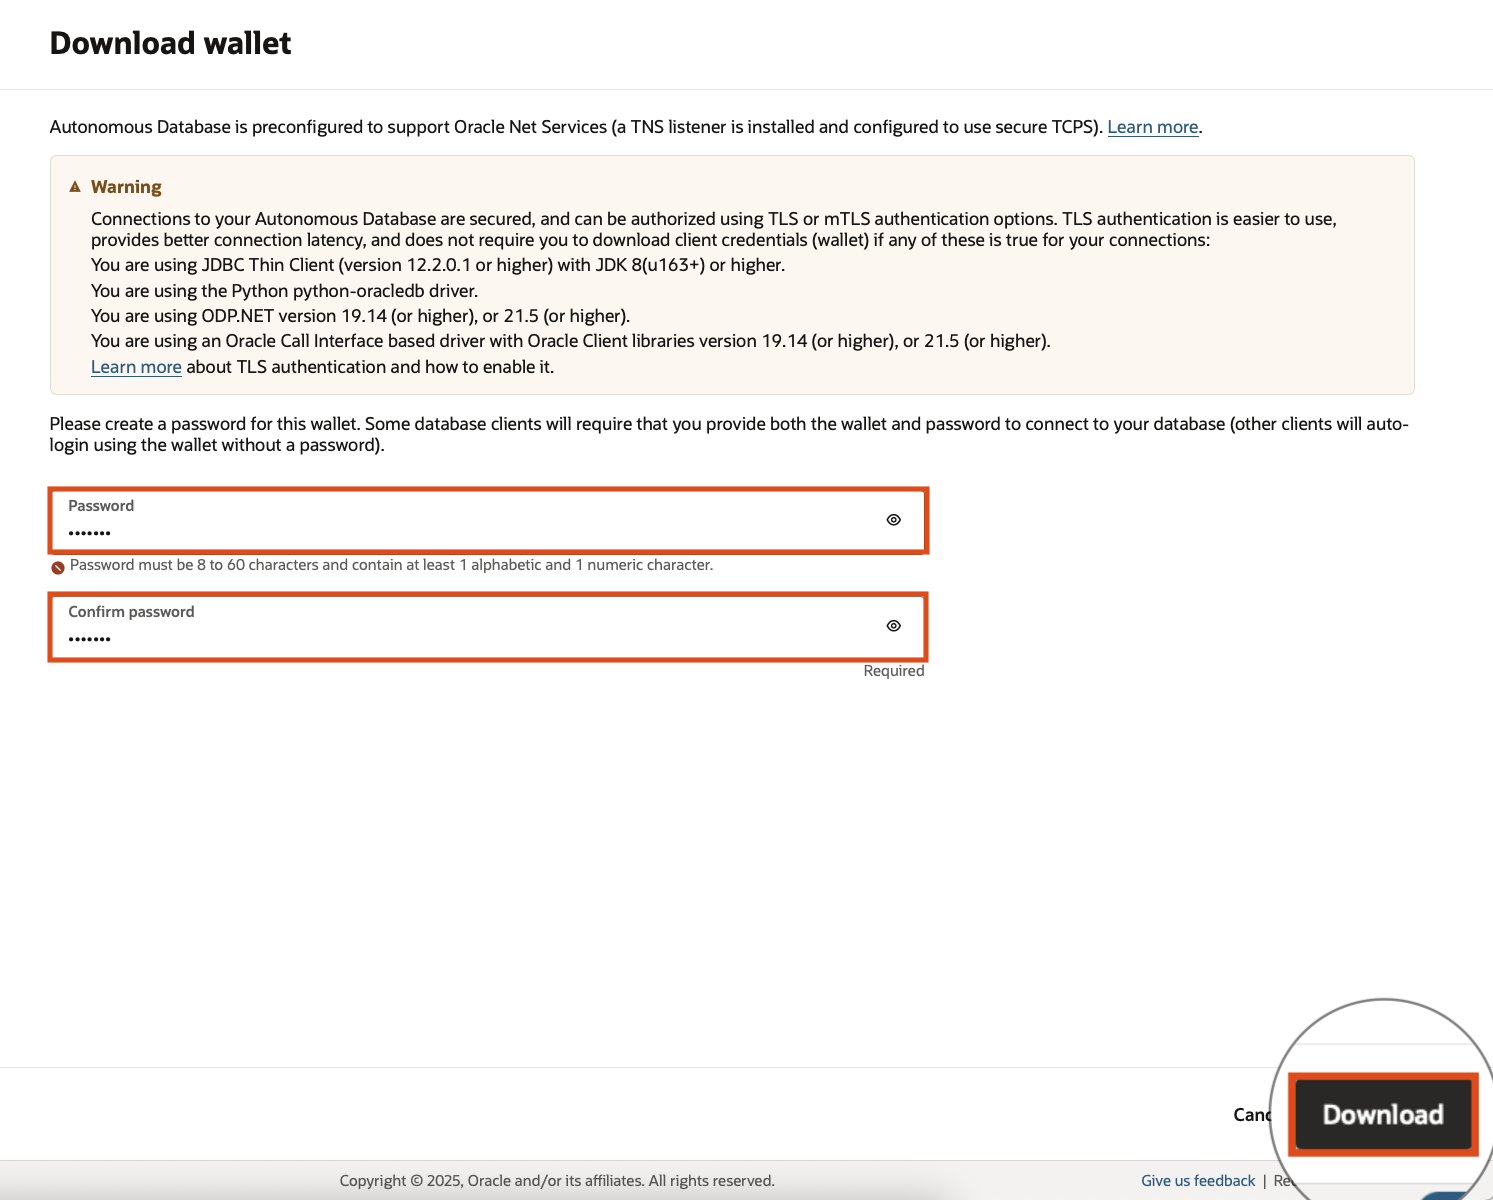 Download wallet
Autonomous Database is preconfigured to support Oracle Net Services (a TNS listener is installed and configured to use secure TCPS). Learn more.
Warning
Connections to your Autonomous Database are secured, and can be authorized using TLS or mTLS authentication options. TLS authentication is easier to use,
provides better connection latency, and does not require you to download client credentials (wallet) if any of these is true for your connections:
You are using JDBC Thin Client (version 12.2.0.1 or higher) with JDK 8(u163+) or higher.
You are using the Python python-oracledb driver.
You are using ODP.NET version 19.14 (or higher), or 21.5 (or higher).
You are using an Oracle Call Interface based driver with Oracle Client libraries version 19.14 (or higher), or 21.5 (or higher).
Learn more about TLS authentication and how to enable it.
Please create a password for this wallet. Some database clients will require that you provide both the wallet and password to connect to your database (other clients will auto-
login using the wallet without a password).
Password
•••••••
Password must be 8 to 60 characters and contain at least 1 alphabetic and 1 numeric character.
Confirm password
•••••••
Required
Download
Copyright © 2025, Oracle and/or its affiliates. All rights reserved.
Give us feedback |